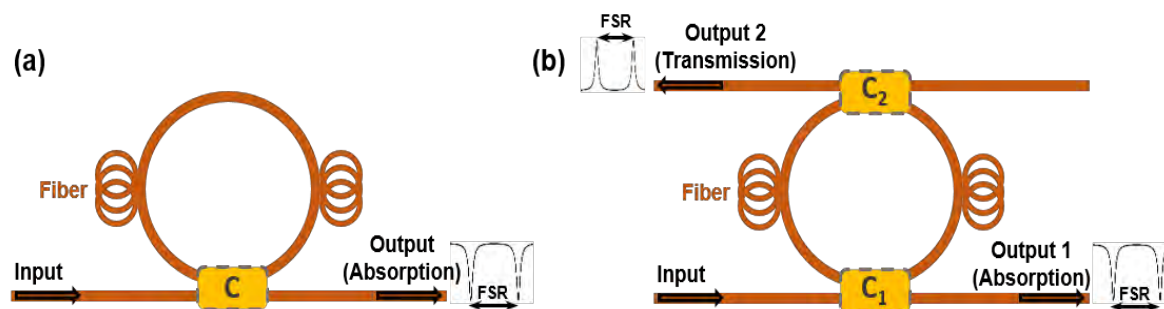 (a)
Fiber
Input
C
Output
(Absorption)
FSR
(b)
FSR
Output 2
(Transmission)
C2
Fiber
Input
C1
Output 1
(Absorption)
FSR